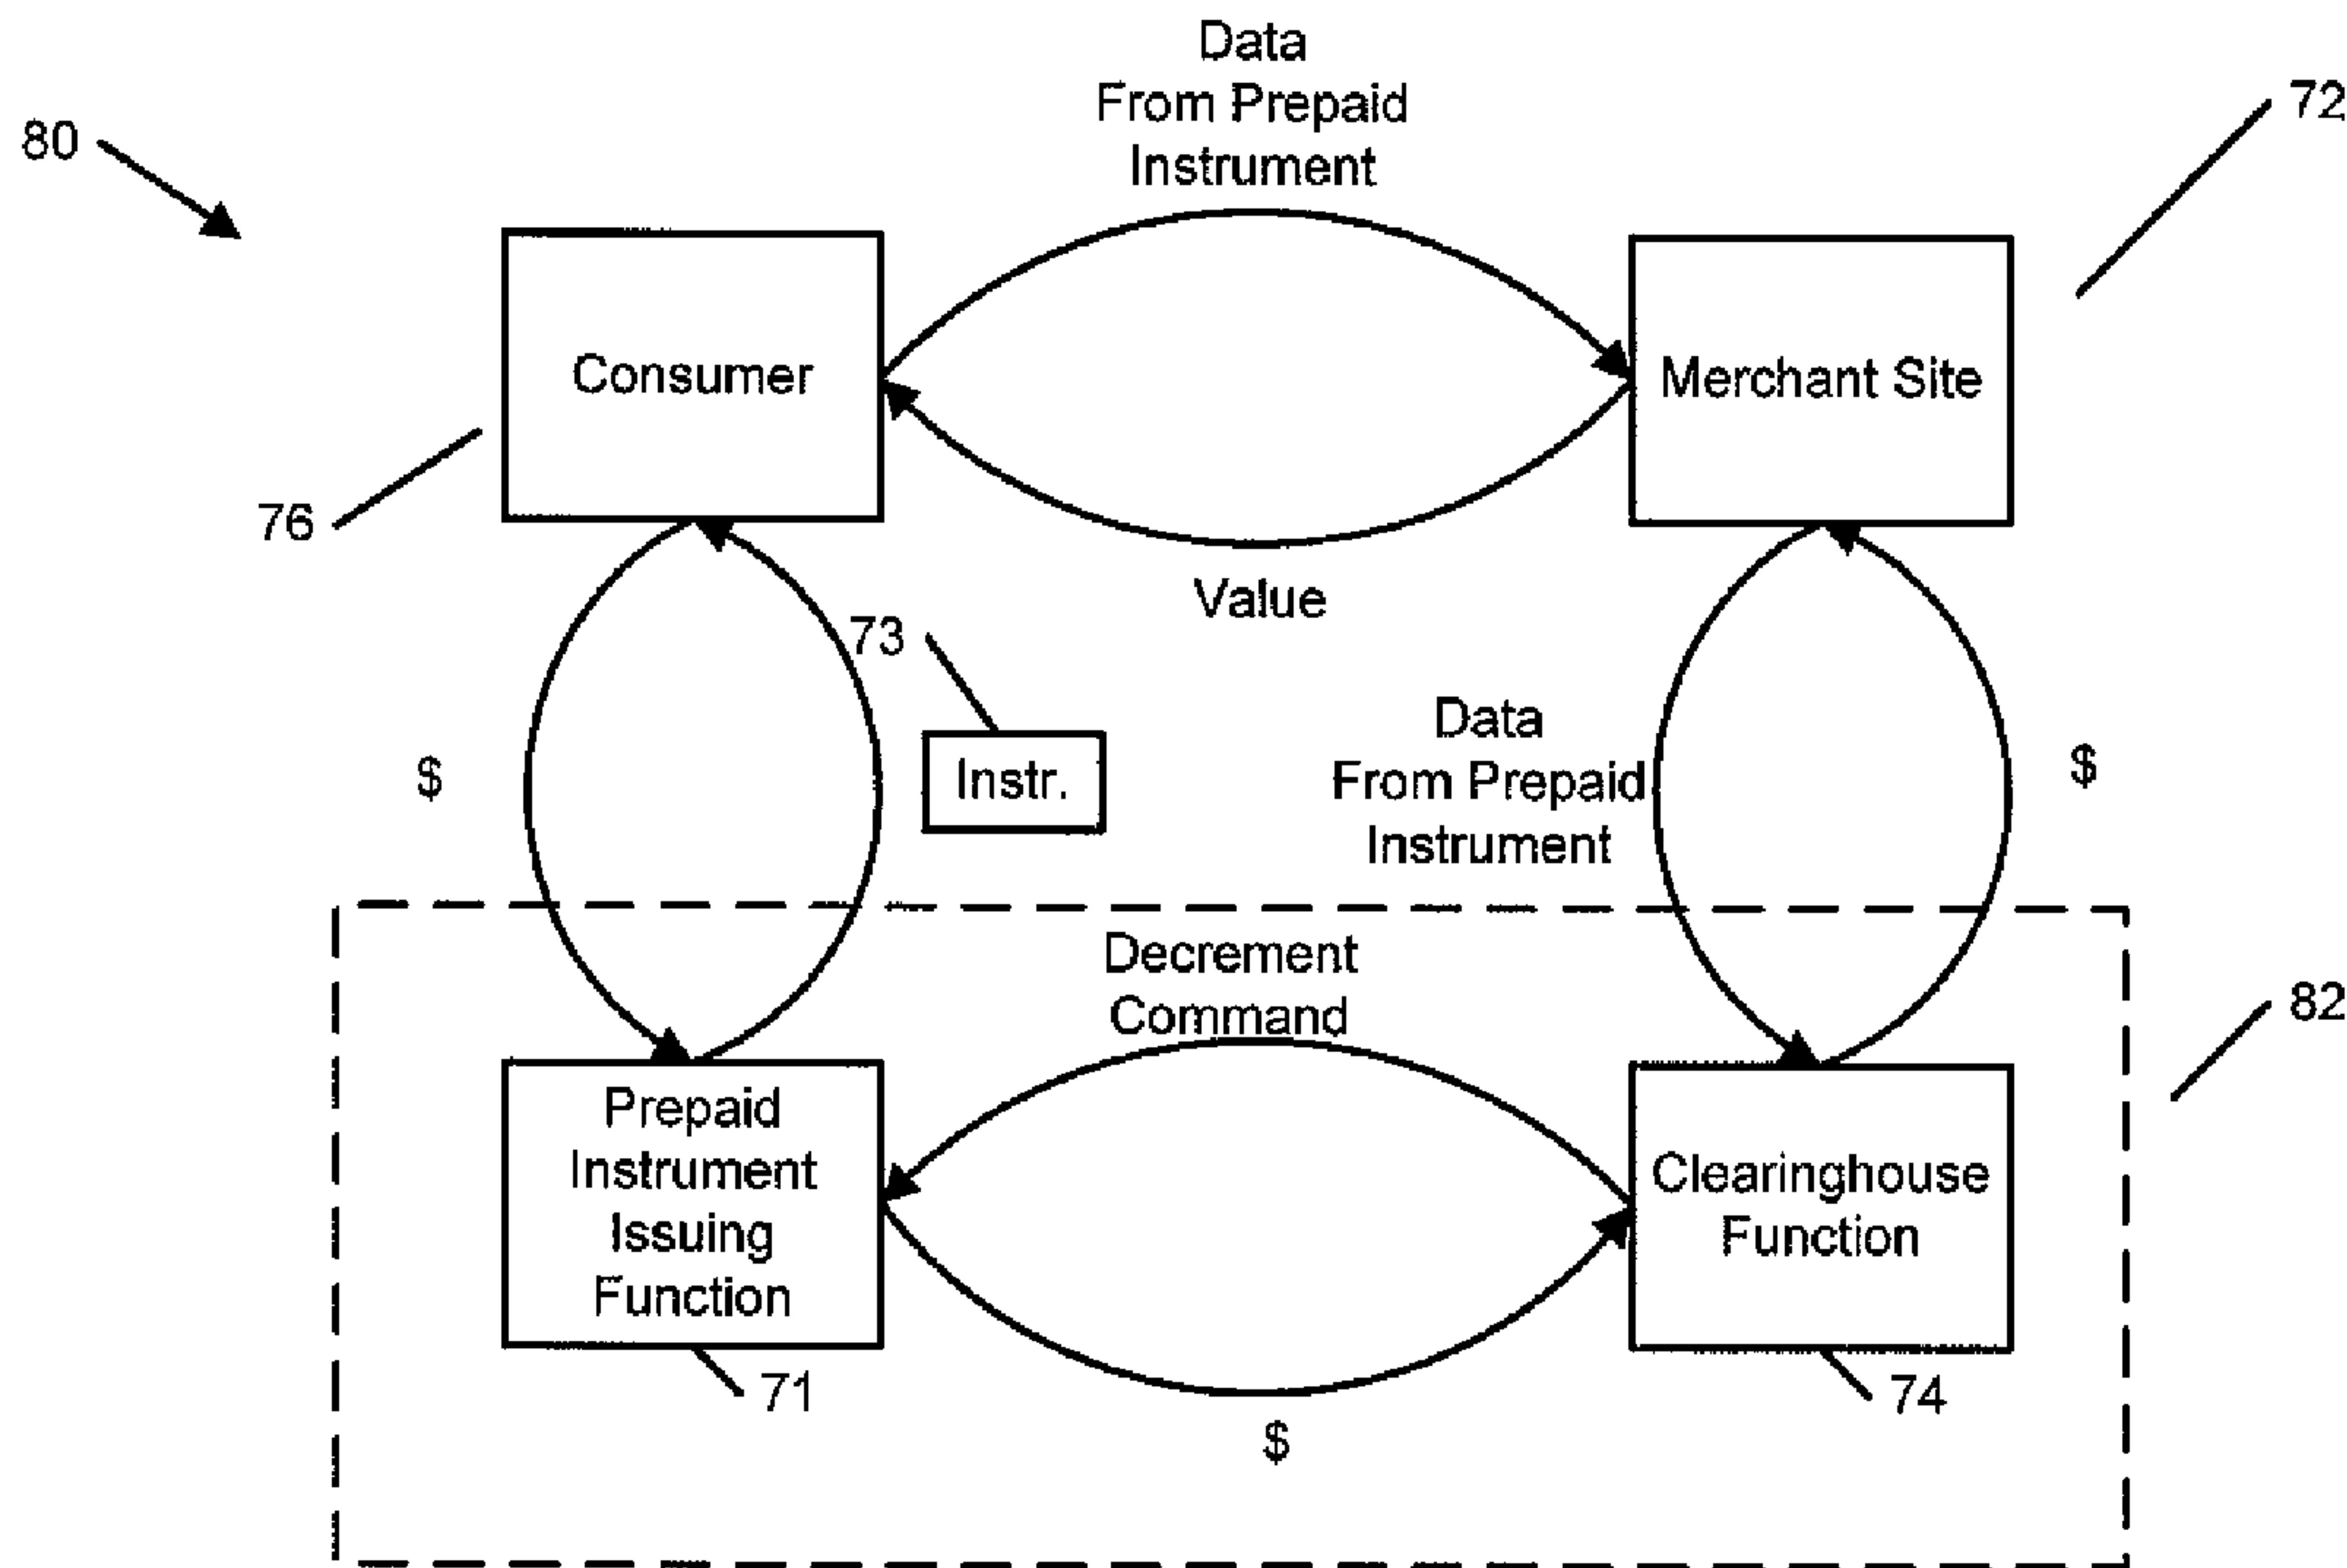 Data
From Prepaid
Instrument
80
72
Consumer
Merchant Site
76
Value
73
$
Instr.
Data
From Prepaid
Instrument
$
Decrement
Command
82
Prepaid
Instrument
Issuing
Function
Clearinghouse
Function
71
74
$